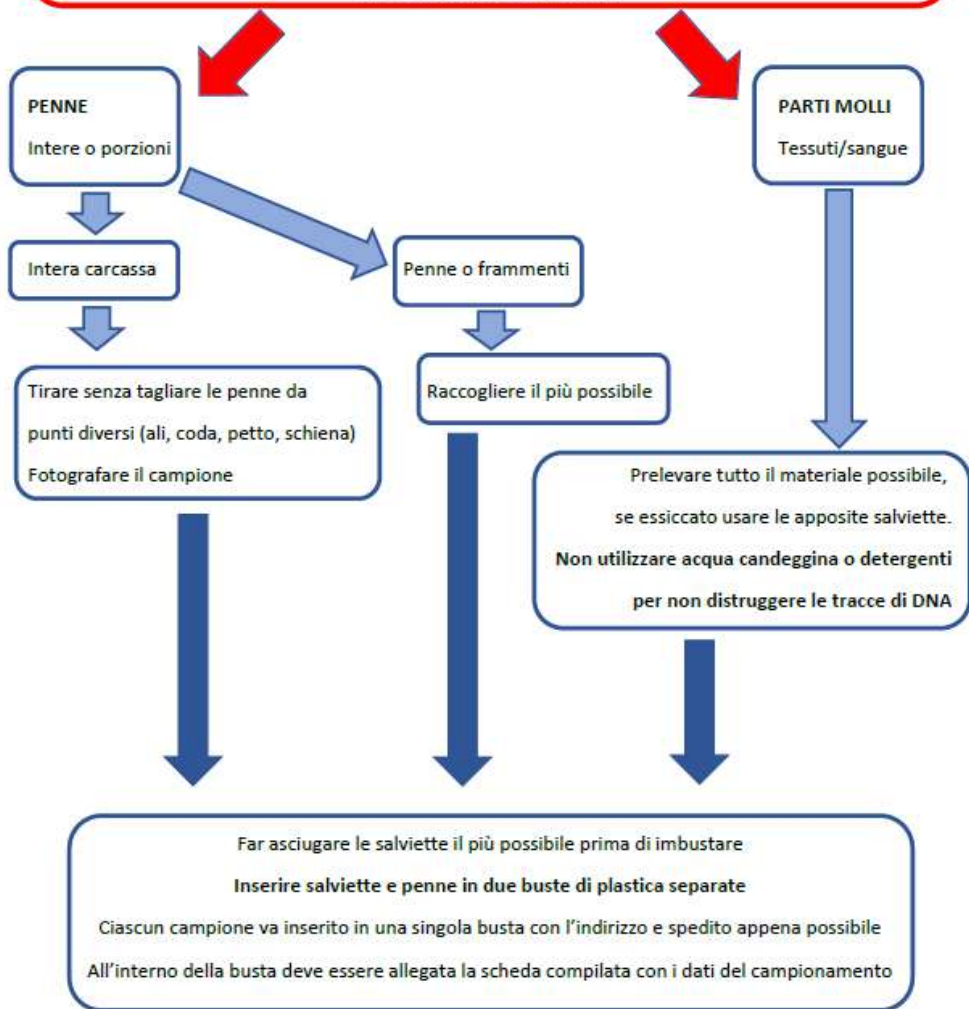 PENNE
Intere o porzioni
PARTI MOLLI
Tessuti/sangue
Intera carcassa
Penne o frammenti
Tirare senza tagliare le penne da
punti diversi (ali, coda, petto, schiena)
Fotografare il campione
Raccogliere il più possibile
Prelevare tutto il materiale possibile,
se essiccato usare le apposite salviette.
Non utilizzare acqua candeggina o detergenti
per non distruggere le tracce di DNA
Far asciugare le salviette il più possibile prima di imbustare
Inserire salviette e penne in due buste di plastica separate
Ciascun campione va inserito in una singola busta con l'indirizzo e spedito appena possibile
All'interno della busta deve essere allegata la scheda compilata con i dati del campionamento